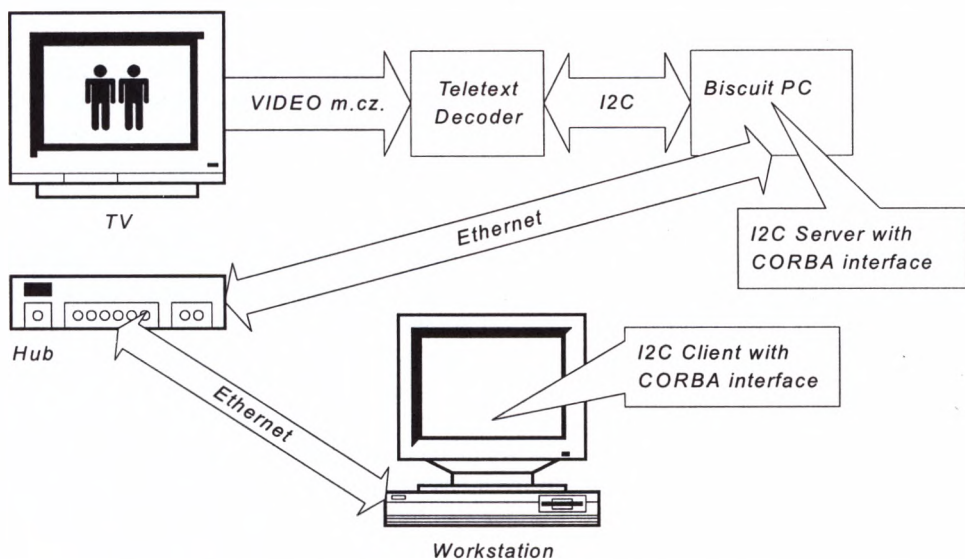 VIDEO m.cz.
Teletext
Decoder
I2C
Biscuit PC
TV
Ethernet
I2C Server with
CORBA interface
Hub
I2C Client with
CORBA interface
Ethernet
Workstation